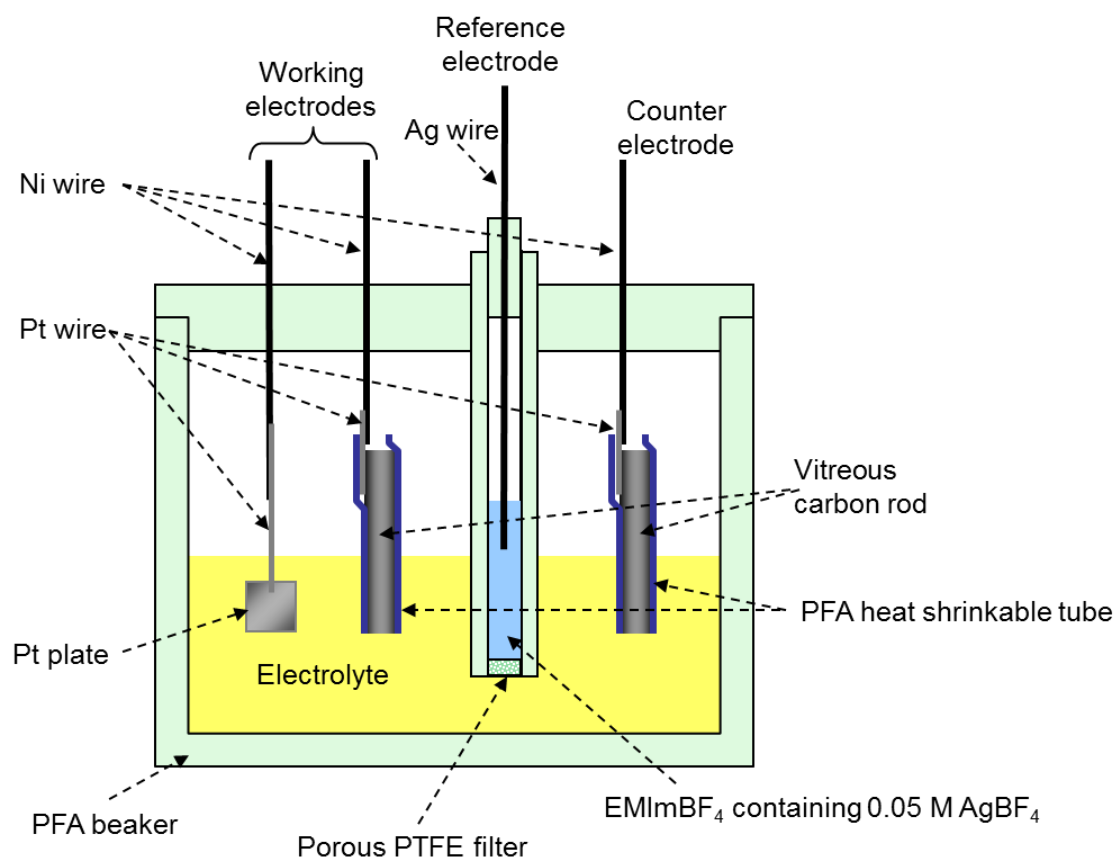 Reference
electrode
Working
electrodes
Ag wire
Counter
electrode
Ni wire
Pt wire
Vitreous
carbon rod
PFA heat shrinkable tube
Pt plate
Electrolyte
EMImBF₄ containing 0.05 M AgBF₄
PFA beaker
Porous PTFE filter